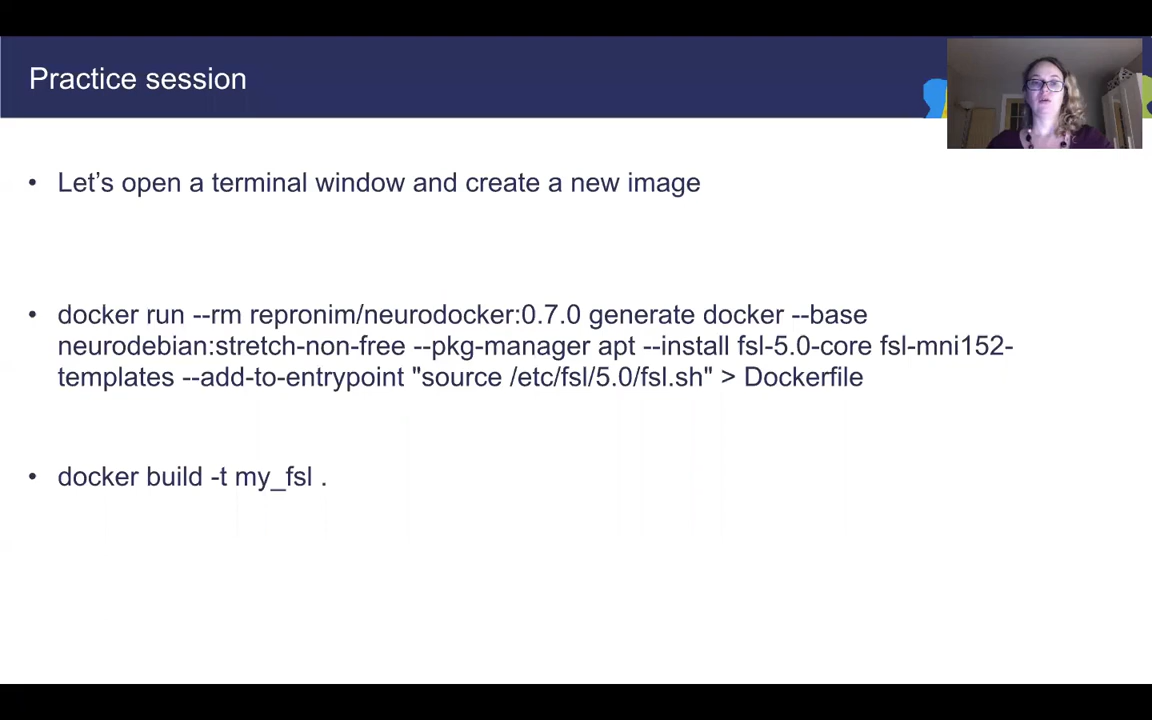 Practice session
• Let’s open a terminal window and create a new image
• docker run --rm repronim/neurodocker:0.7.0 generate docker --base
neurodebian:stretch-non-free --pkg-manager apt --install fsl-5.0-core fsl-mni152-
templates --add-to-entrypoint "source /etc/fsl/5.0/fsl.sh" > Dockerfile
• docker build -t my_fsl .